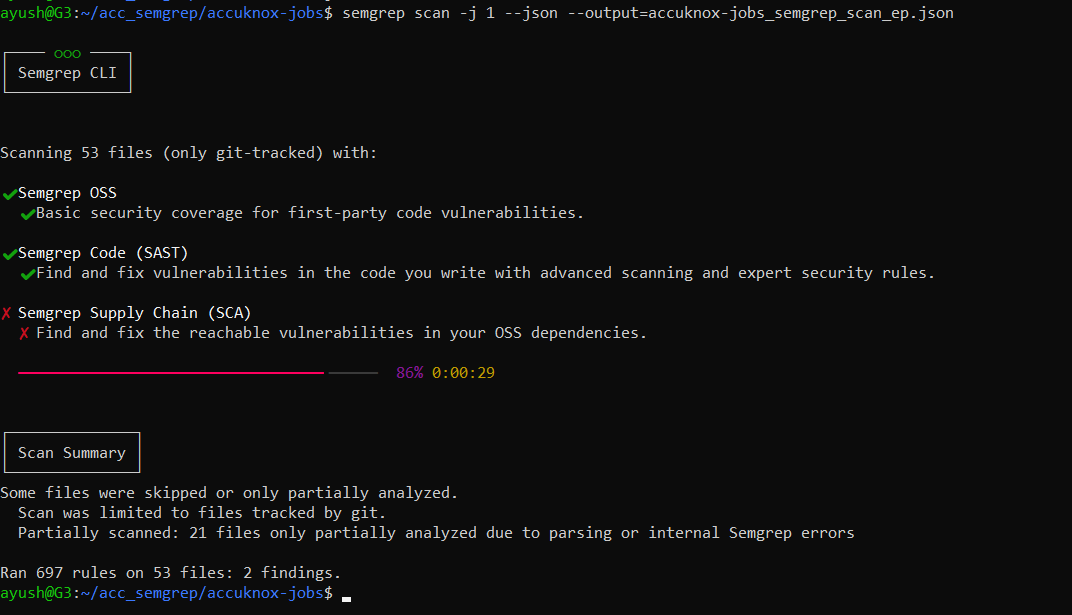 ayush@G3:~/acc_semgrep/accuknox-jobs$ semgrep scan -j 1 --json --output=accuknox-jobs_semgrep_scan_ep.json
ooo
Semgrep CLI
Scanning 53 files (only git-tracked) with:
✔Semgrep OSS
✔Basic security coverage for first-party code vulnerabilities.
✔Semgrep Code (SAST)
✔Find and fix vulnerabilities in the code you write with advanced scanning and expert security rules.
✘ Semgrep Supply Chain (SCA)
✘ Find and fix the reachable vulnerabilities in your OSS dependencies.
86% 0:00:29
Scan Summary
Some files were skipped or only partially analyzed.
Scan was limited to files tracked by git.
Partially scanned: 21 files only partially analyzed due to parsing or internal Semgrep errors
Ran 697 rules on 53 files: 2 findings.
ayush@G3:~/acc_semgrep/accuknox-jobs$